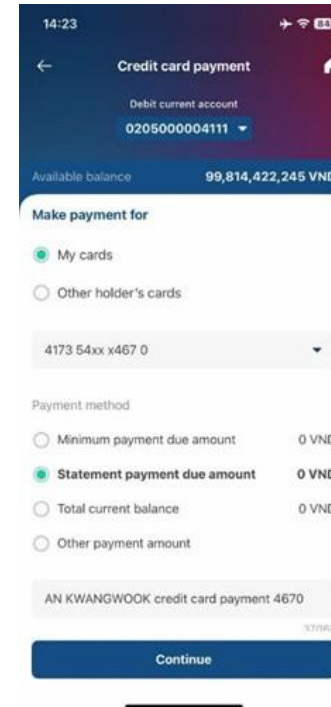 14:23
84
Credit card payment
Debit current account
0205000004111
Available balance 99,814,422,245 VND
Make payment for
My cards
Other holder's cards
4173 54xx x467 0
Payment method
Minimum payment due amount 0 VND
Statement payment due amount 0 VND
Total current balance 0 VND
Other payment amount
AN KWANGWOOK credit card payment 4670
Continue